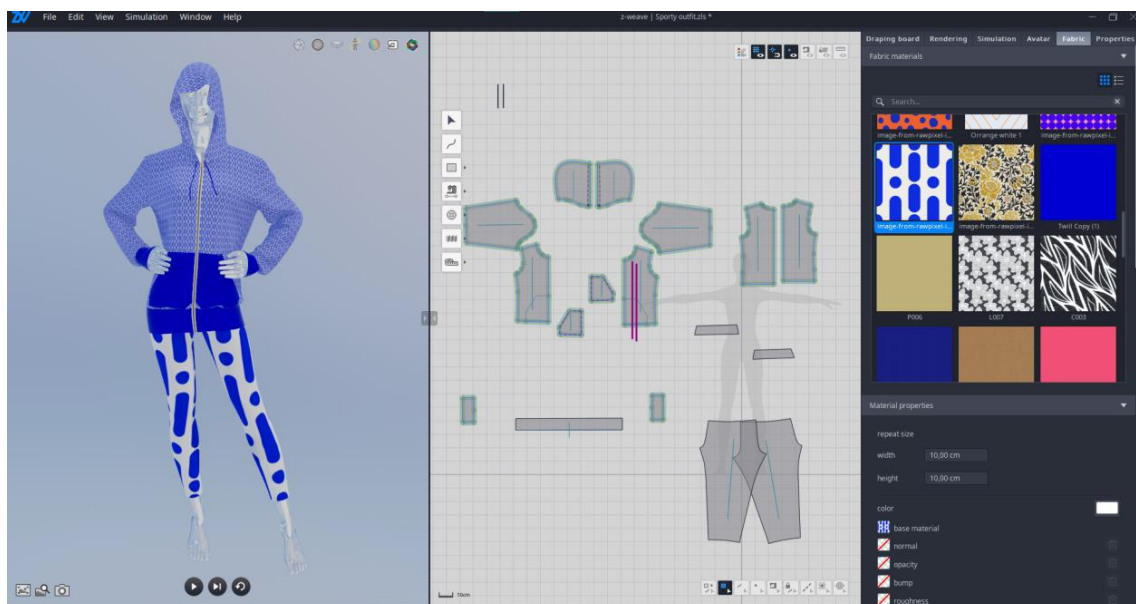 File Edit View Simulation Window Help
z-weave | Sporty outfit.zls *
Draping board Rendering Simulation Avatar Fabric Properties
Fabric materials
Search...
image-from-rawpixel-i... Orrange white 1 image-from-rawpixel-i...
image-from-rawpixel-i... image-from-rawpixel-i... Twill Copy (1)
P006 L007 C003
Material properties
repeat size
width 10,00 cm
height 10,00 cm
color
base material
normal
opacity
bump
roughness
10cm